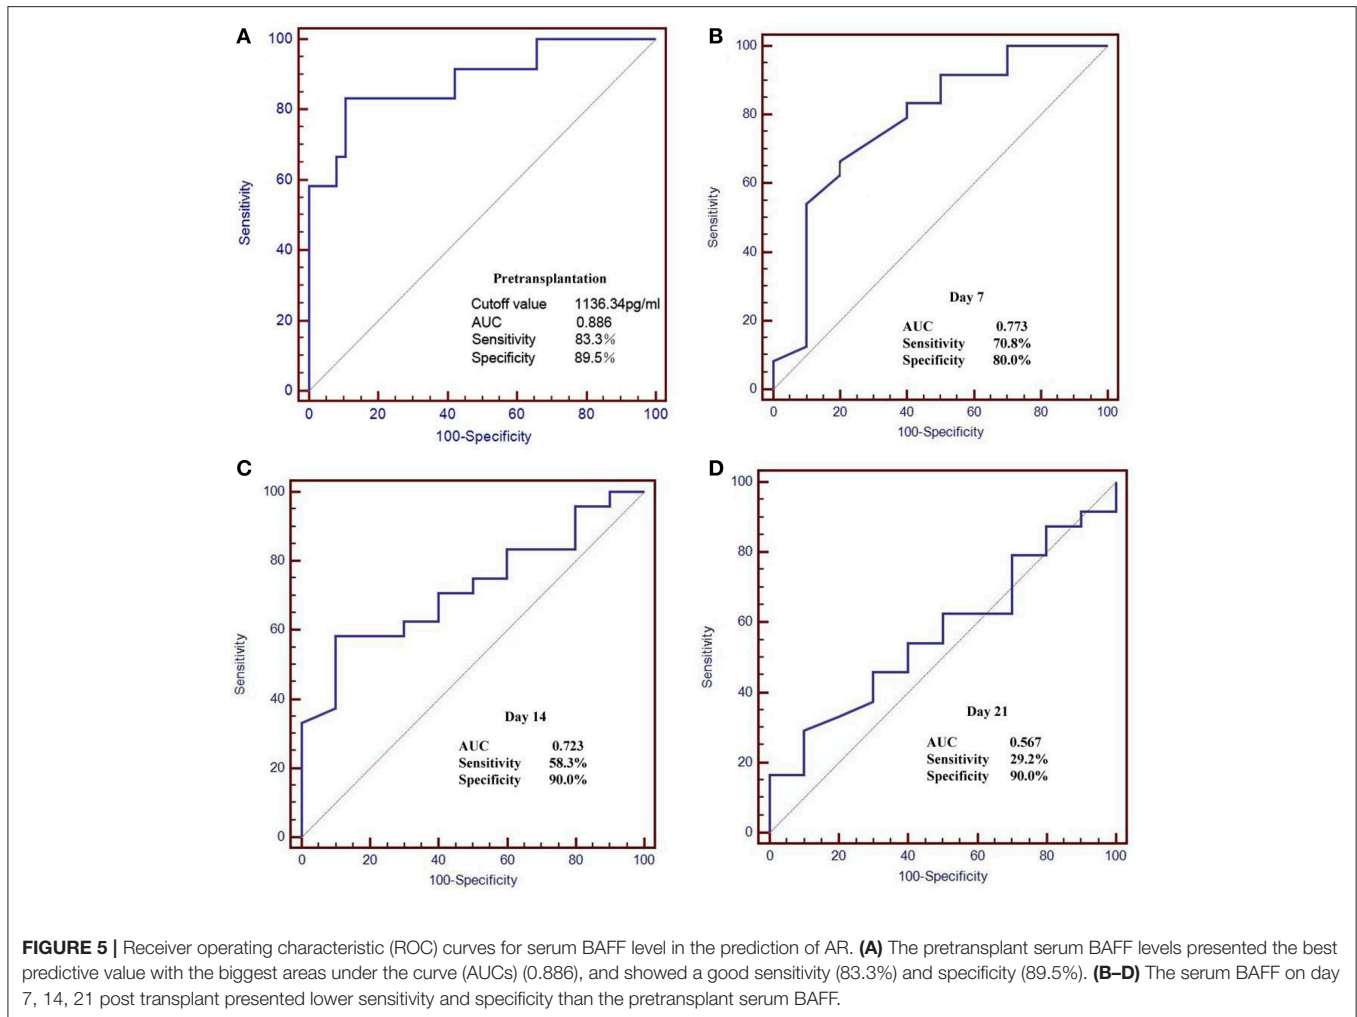 A
100
80
60
40
20
0
Sensitivity
Pretransplantation
Cutoff value 1136.34pg/ml
AUC 0.886
Sensitivity 83.3%
Specificity 89.5%
0 20 40 60 80 100
100-Specificity
B
100
80
60
40
20
0
Sensitivity
Day 7
AUC 0.773
Sensitivity 70.8%
Specificity 80.0%
0 20 40 60 80 100
100-Specificity
C
100
80
60
40
20
0
Sensitivity
Day 14
AUC 0.723
Sensitivity 58.3%
Specificity 90.0%
0 20 40 60 80 100
100-Specificity
D
100
80
60
40
20
0
Sensitivity
Day 21
AUC 0.567
Sensitivity 29.2%
Specificity 90.0%
0 20 40 60 80 100
100-Specificity
FIGURE 5 | Receiver operating characteristic (ROC) curves for serum BAFF level in the prediction of AR. (A) The pretransplant serum BAFF levels presented the best
predictive value with the biggest areas under the curve (AUCs) (0.886), and showed a good sensitivity (83.3%) and specificity (89.5%). (B–D) The serum BAFF on day
7, 14, 21 post transplant presented lower sensitivity and specificity than the pretransplant serum BAFF.